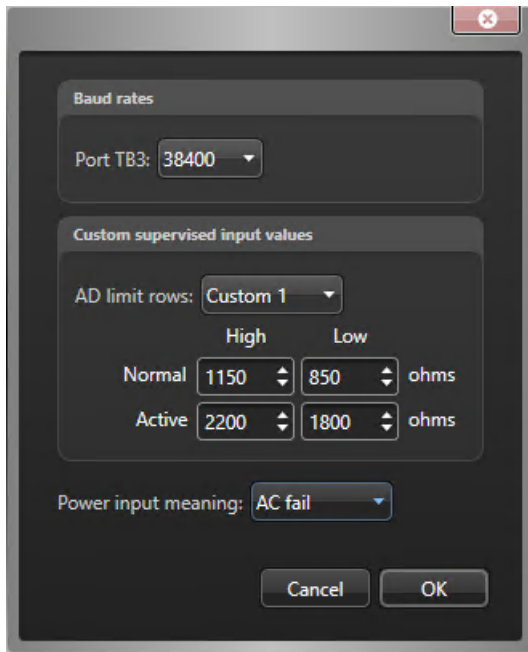 Baud rates
Port TB3: 38400
Custom supervised input values
AD limit rows: Custom 1
High Low
Normal 1150 850 ohms
Active 2200 1800 ohms
Power input meaning: AC fail
Cancel OK